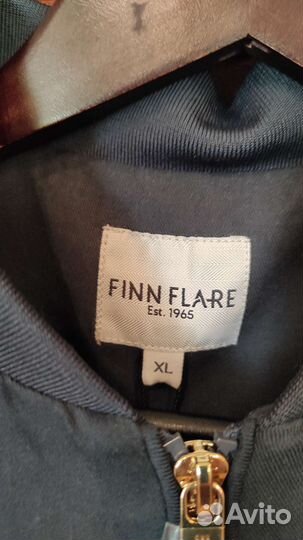 FINN FLARE
Est. 1965
XL
Avito